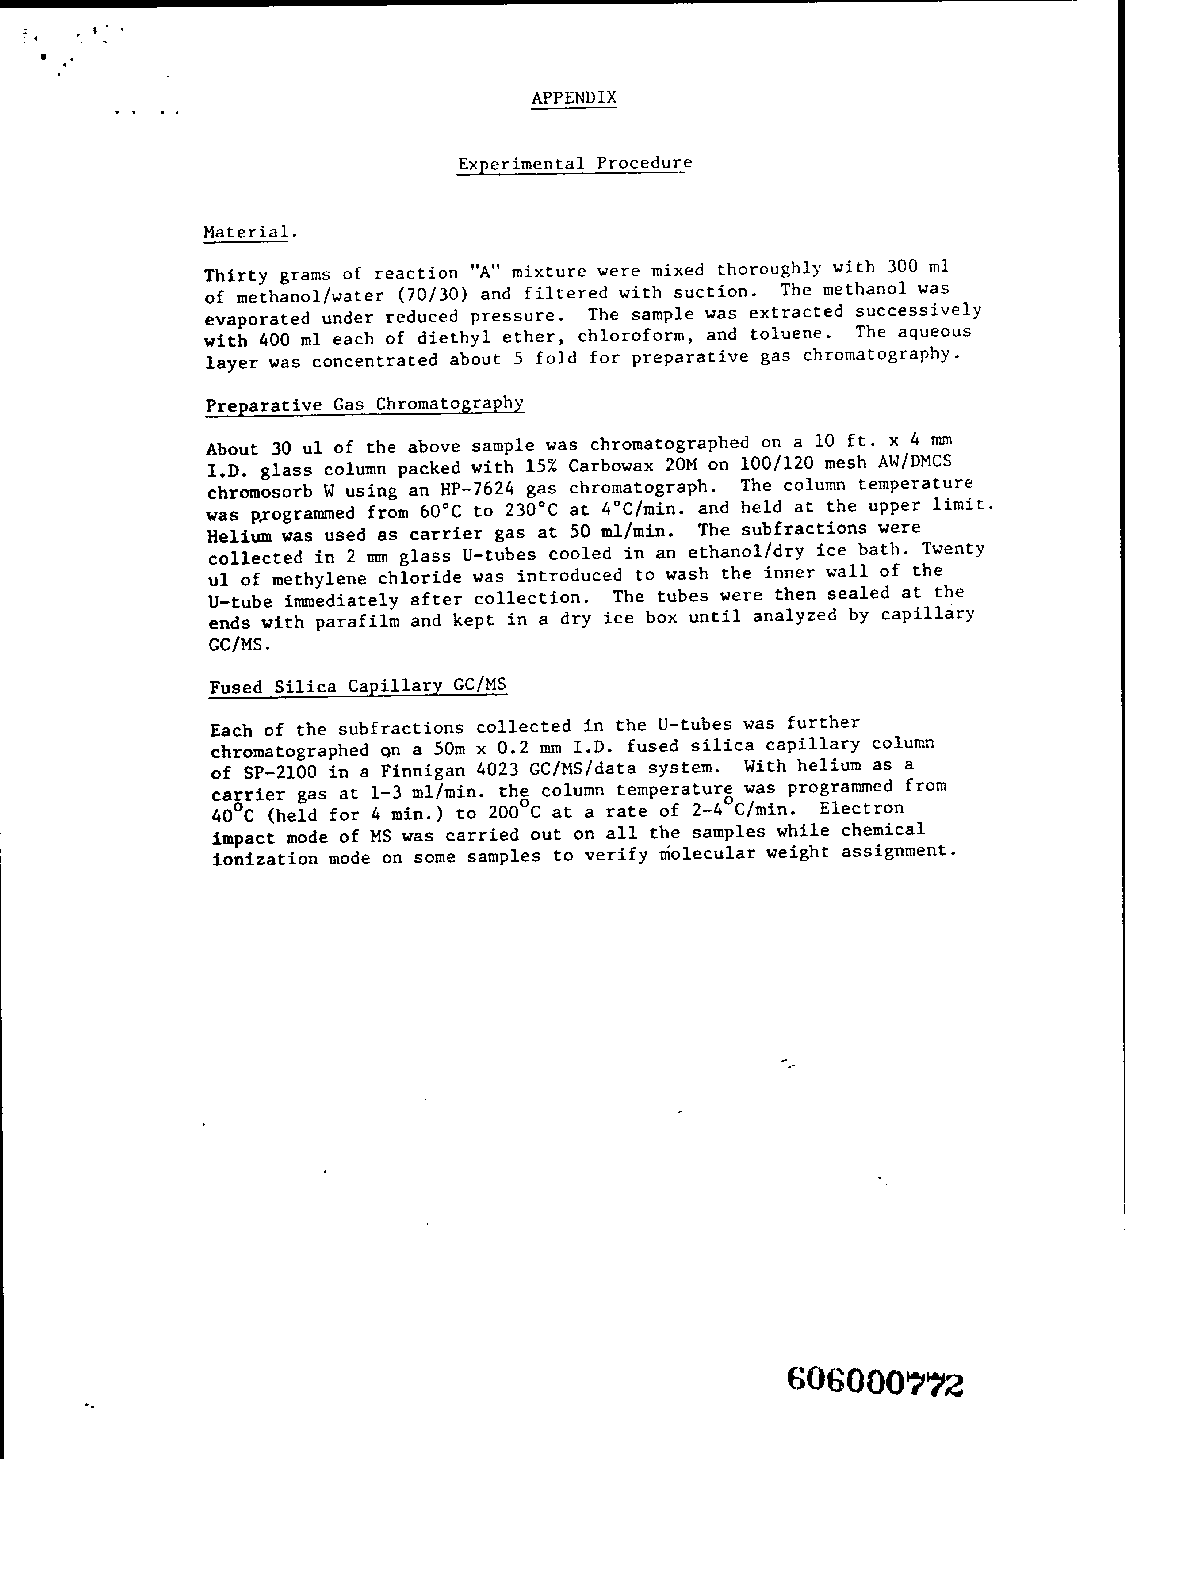 APPENDIX
Experimental Procedure
Material.
Thirty grams of reaction "A" mixture were mixed thoroughly with 300 ml
of methanol/water (70/30) and filtered with suction. The methanol was
evaporated under reduced pressure. The sample was extracted successively
with 400 ml each of diethyl ether, chloroform, and toluene. The aqueous
layer was concentrated about 5 fold for preparative gas chromatography.
Preparative Gas Chromatography
About 30 ul of the above sample was chromatographed on a 10 ft. x 4 mm
I.D. glass column packed with 15% Carbowax 20M on 100/120 mesh AW/DMCS
chromosorb W using an HP-7624 gas chromatograph. The column temperature
was programmed from 60°C to 230°C at 4°C/min. and held at the upper limit.
Helium was used as carrier gas at 50 ml/min. The subfractions were
collected in 2 mm glass U-tubes cooled in an ethanol/dry ice bath. Twenty
ul of methylene chloride was introduced to wash the inner wall of the
U-tube immediately after collection. The tubes were then sealed at the
ends with parafilm and kept in a dry ice box until analyzed by capillary
GC/MS.
Fused Silica Capillary GC/MS
Each of the subfractions collected in the U-tubes was further
chromatographed on a 50m x 0.2 mm I.D. fused silica capillary column
of SP-2100 in a Finnigan 4023 GC/MS/data system. With helium as a
carrier gas at 1-3 ml/min. the column temperature was programmed from
40°C (held for 4 min.) to 200°C at a rate of 2-4°C/min. Electron
impact mode of MS was carried out on all the samples while chemical
ionization mode on some samples to verify molecular weight assignment.
606000772